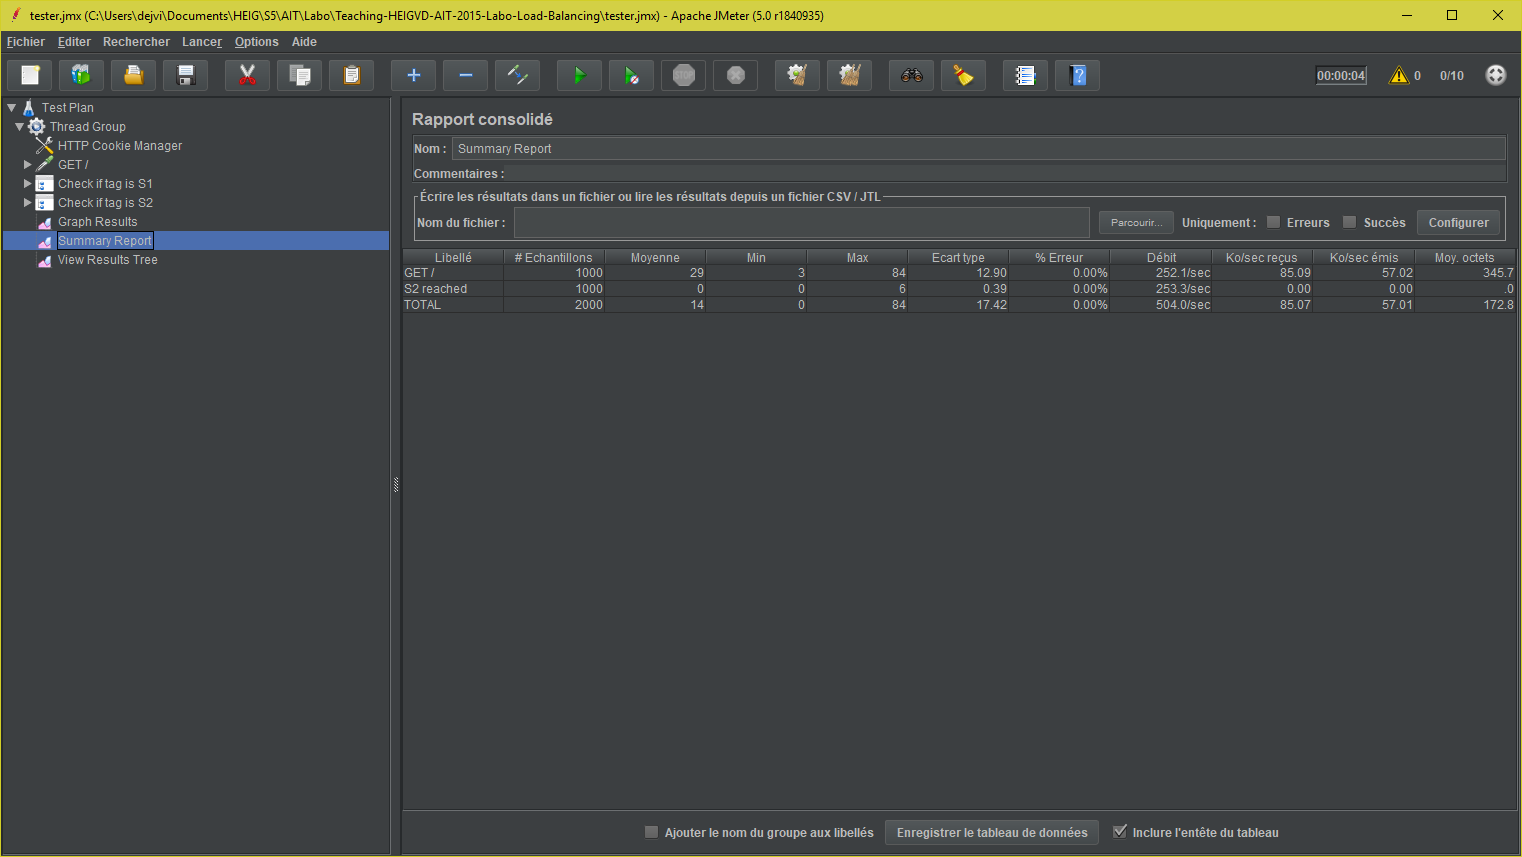 tester.jmx (C:\Users\dejvi\Documents\HEIG\S5\AIT\Labo\Teaching-HEIGVD-AIT-2015-Labo-Load-Balancing\tester.jmx) - Apache JMeter (5.0 r1840935)
Fichier Editer Rechercher Lancer Options Aide
STOP 00:00:04 0 0/10
Test Plan
Thread Group
HTTP Cookie Manager
GET /
Check if tag is S1
Check if tag is S2
Graph Results
Summary Report
View Results Tree
Rapport consolidé
Nom : Summary Report
Commentaires :
Écrire les résultats dans un fichier ou lire les résultats depuis un fichier CSV / JTL
Nom du fichier : Parcourir... Uniquement : Erreurs Succès Configurer
Libellé # Echantillons Moyenne Min Max Ecart type % Erreur Débit Ko/sec reçus Ko/sec émis Moy. octets
GET / 1000 29 3 84 12.90 0.00% 252.1/sec 85.09 57.02 345.7
S2 reached 1000 0 0 6 0.39 0.00% 253.3/sec 0.00 0.00 .0
TOTAL 2000 14 0 84 17.42 0.00% 504.0/sec 85.07 57.01 172.8
Ajouter le nom du groupe aux libellés Enregistrer le tableau de données Inclure l'entête du tableau